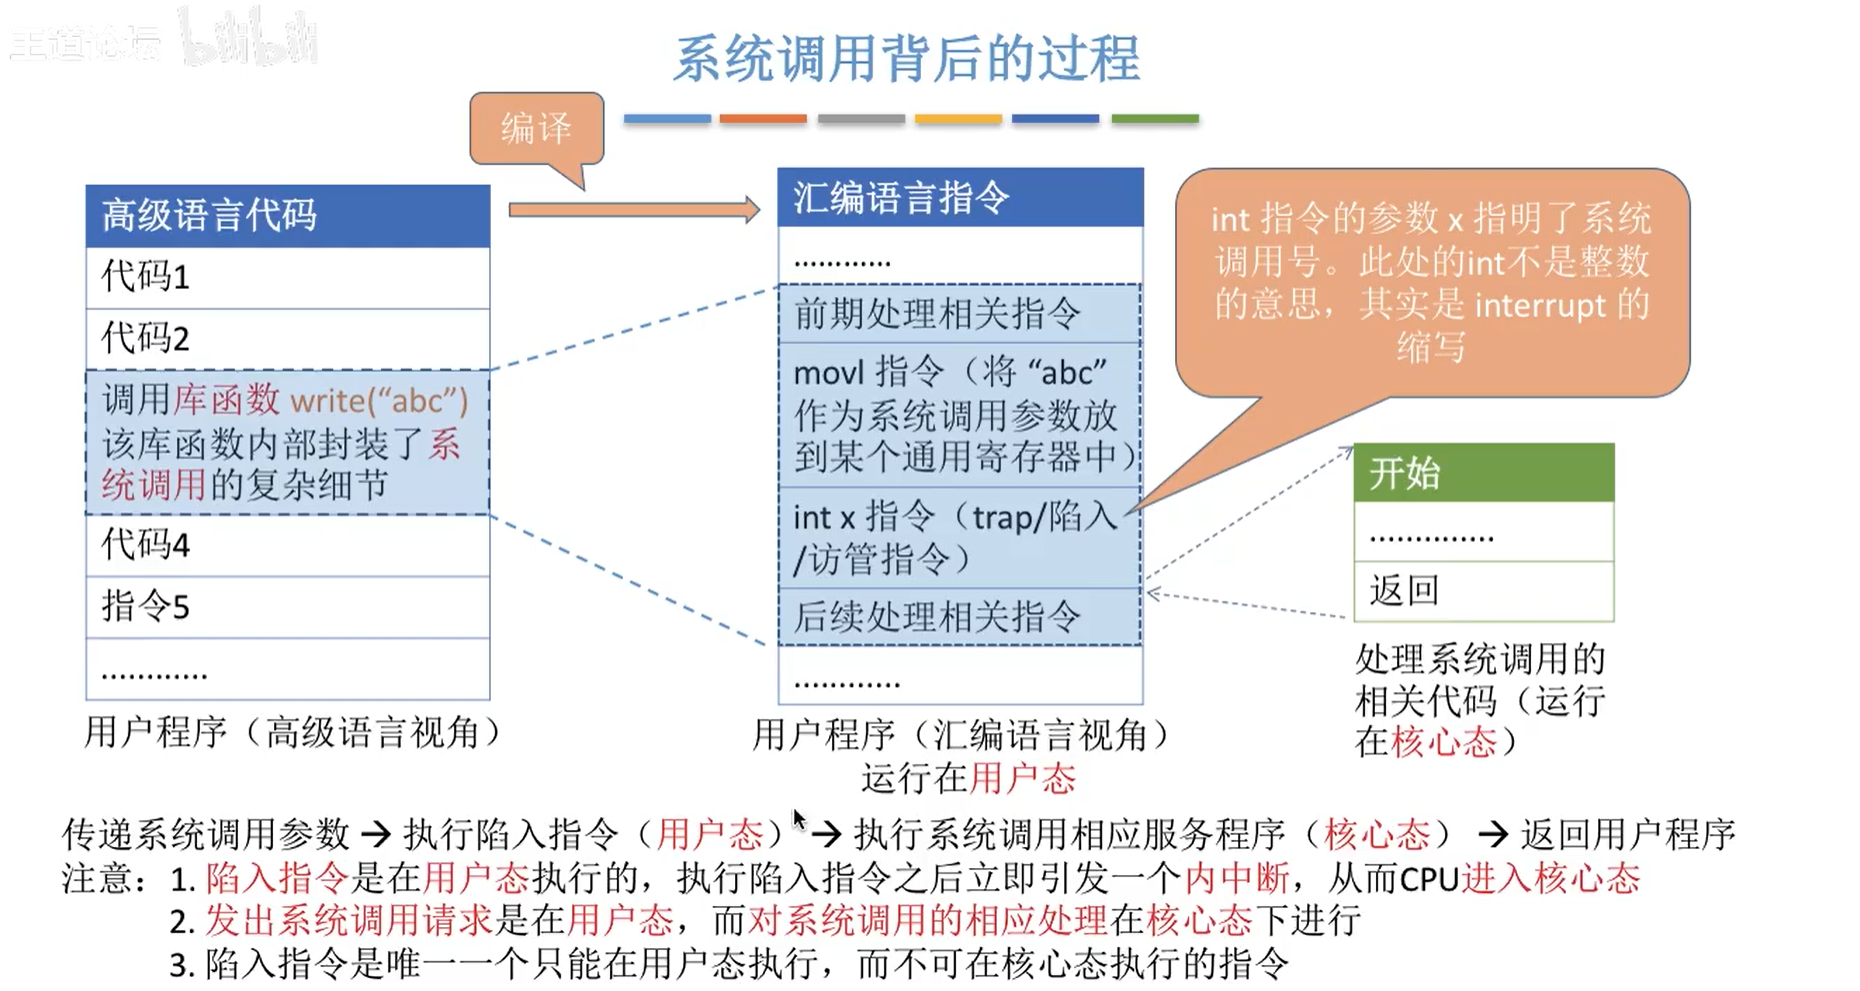 王道论坛 bilibili
系统调用背后的过程
编译
高级语言代码
代码1
代码2
调用库函数 write(“abc”)
该库函数内部封装了系
统调用的复杂细节
代码4
指令5
............
用户程序（高级语言视角）
汇编语言指令
............
前期处理相关指令
movl 指令（将 “abc”
作为系统调用参数放
到某个通用寄存器中）
int x 指令（trap/陷入
/访管指令）
后续处理相关指令
............
用户程序（汇编语言视角）
运行在用户态
int 指令的参数 x 指明了系统
调用号。此处的int不是整数
的意思，其实是 interrupt 的
缩写
开始
..............
返回
处理系统调用的
相关代码（运行
在核心态）
传递系统调用参数 → 执行陷入指令（用户态） → 执行系统调用相应服务程序（核心态） → 返回用户程序
注意：1. 陷入指令是在用户态执行的，执行陷入指令之后立即引发一个内中断，从而CPU进入核心态
2. 发出系统调用请求是在用户态，而对系统调用的相应处理在核心态下进行
3. 陷入指令是唯一一个只能在用户态执行，而不可在核心态执行的指令